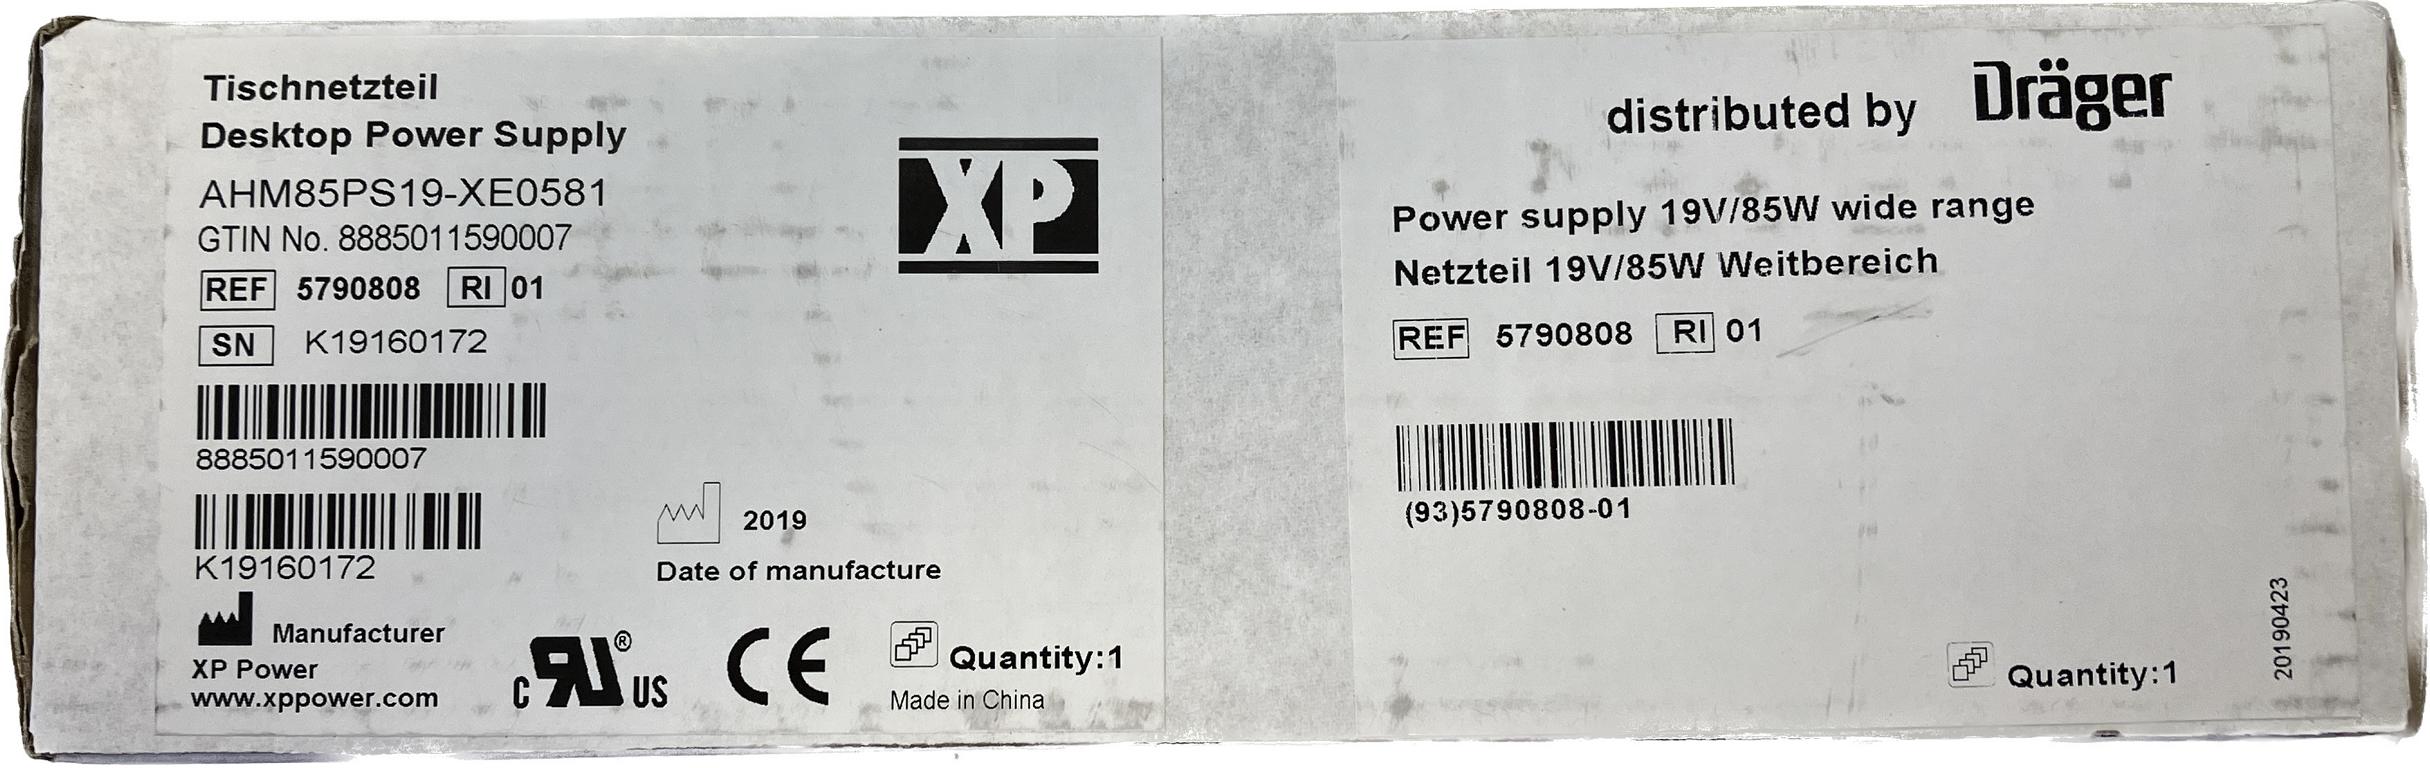 Tischnetzteil
Desktop Power Supply
AHM85PS19-XE0581
GTIN No. 8885011590007
REF 5790808 RI 01
SN K19160172
8885011590007
K19160172
Manufacturer
XP Power
www.xppower.com
XP
2019
Date of manufacture
c RU ® US
CE
Quantity:1
Made in China
distributed by Dräger
Power supply 19V/85W wide range
Netzteil 19V/85W Weitbereich
REF 5790808 RI 01
(93)5790808-01
Quantity:1
20190423